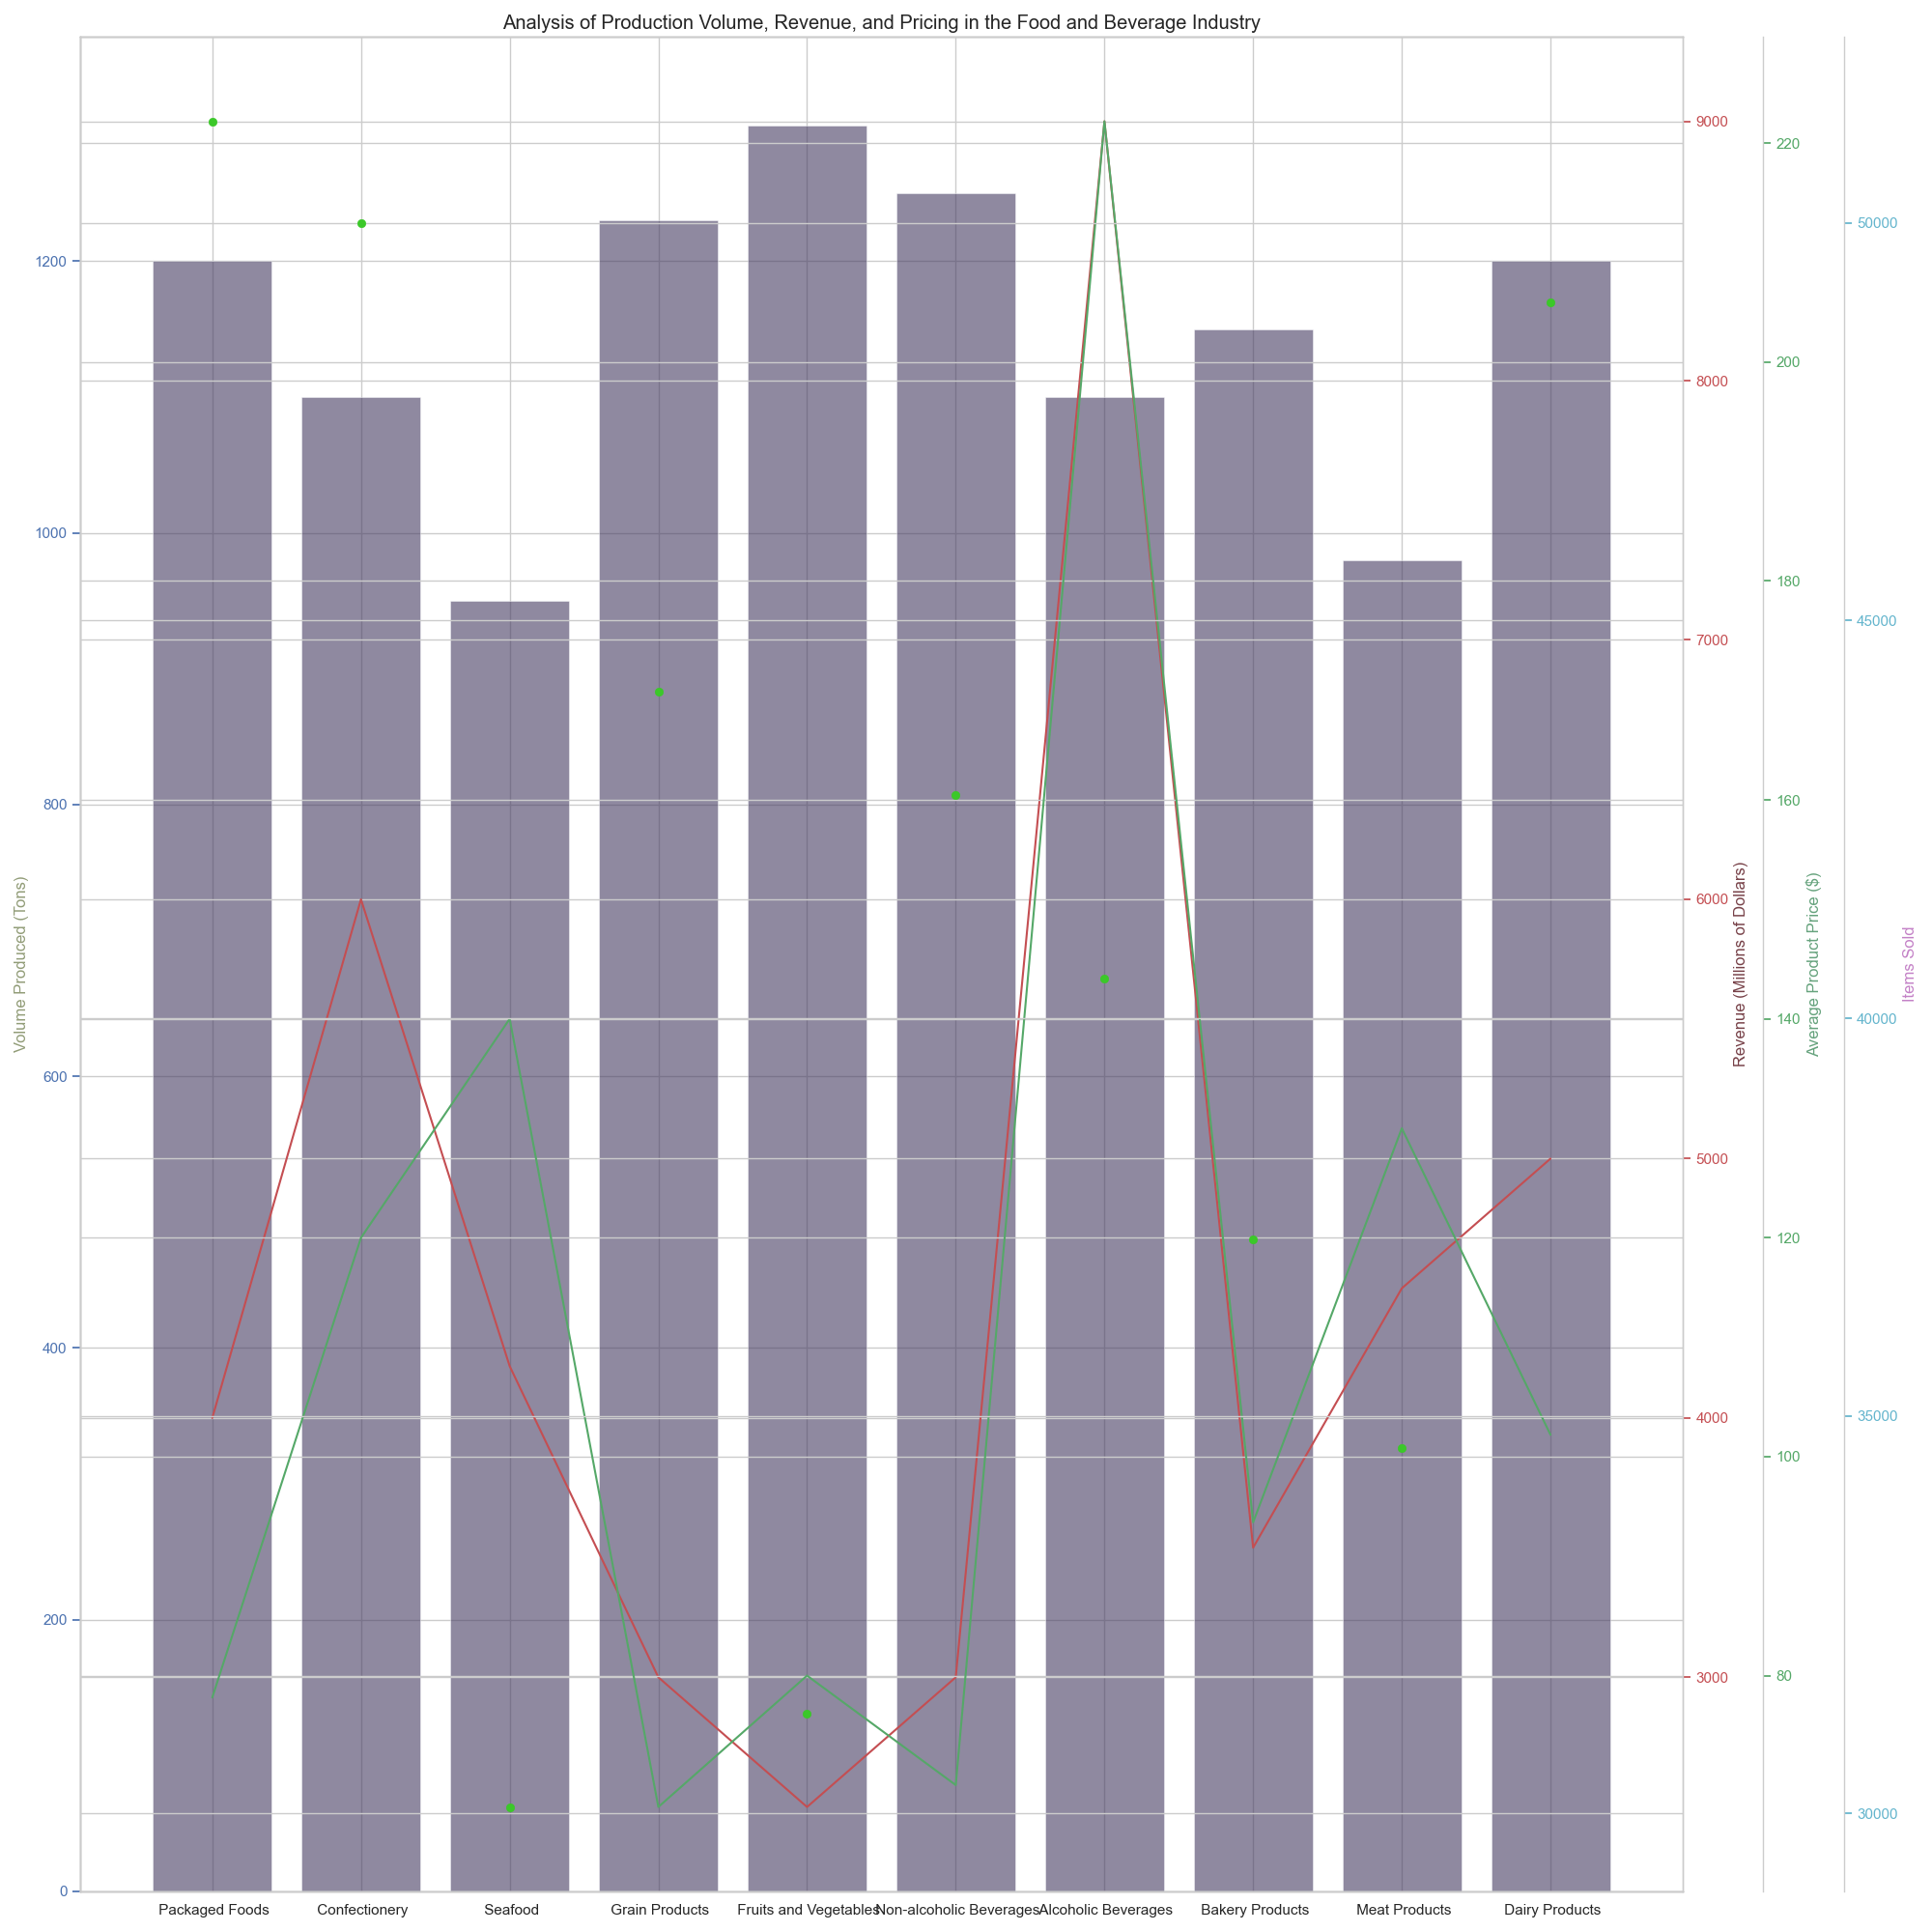 Analysis of Production Volume, Revenue, and Pricing in the Food and Beverage Industry
Volume Produced (Tons)
1200
1000
800
600
400
200
0
9000
8000
7000
6000
5000
4000
3000
Revenue (Millions of Dollars)
220
200
180
160
140
120
100
80
Average Product Price ($)
50000
45000
40000
35000
30000
Items Sold
Packaged Foods
Confectionery
Seafood
Grain Products
Fruits and Vegetables
Non-alcoholic Beverages
Alcoholic Beverages
Bakery Products
Meat Products
Dairy Products